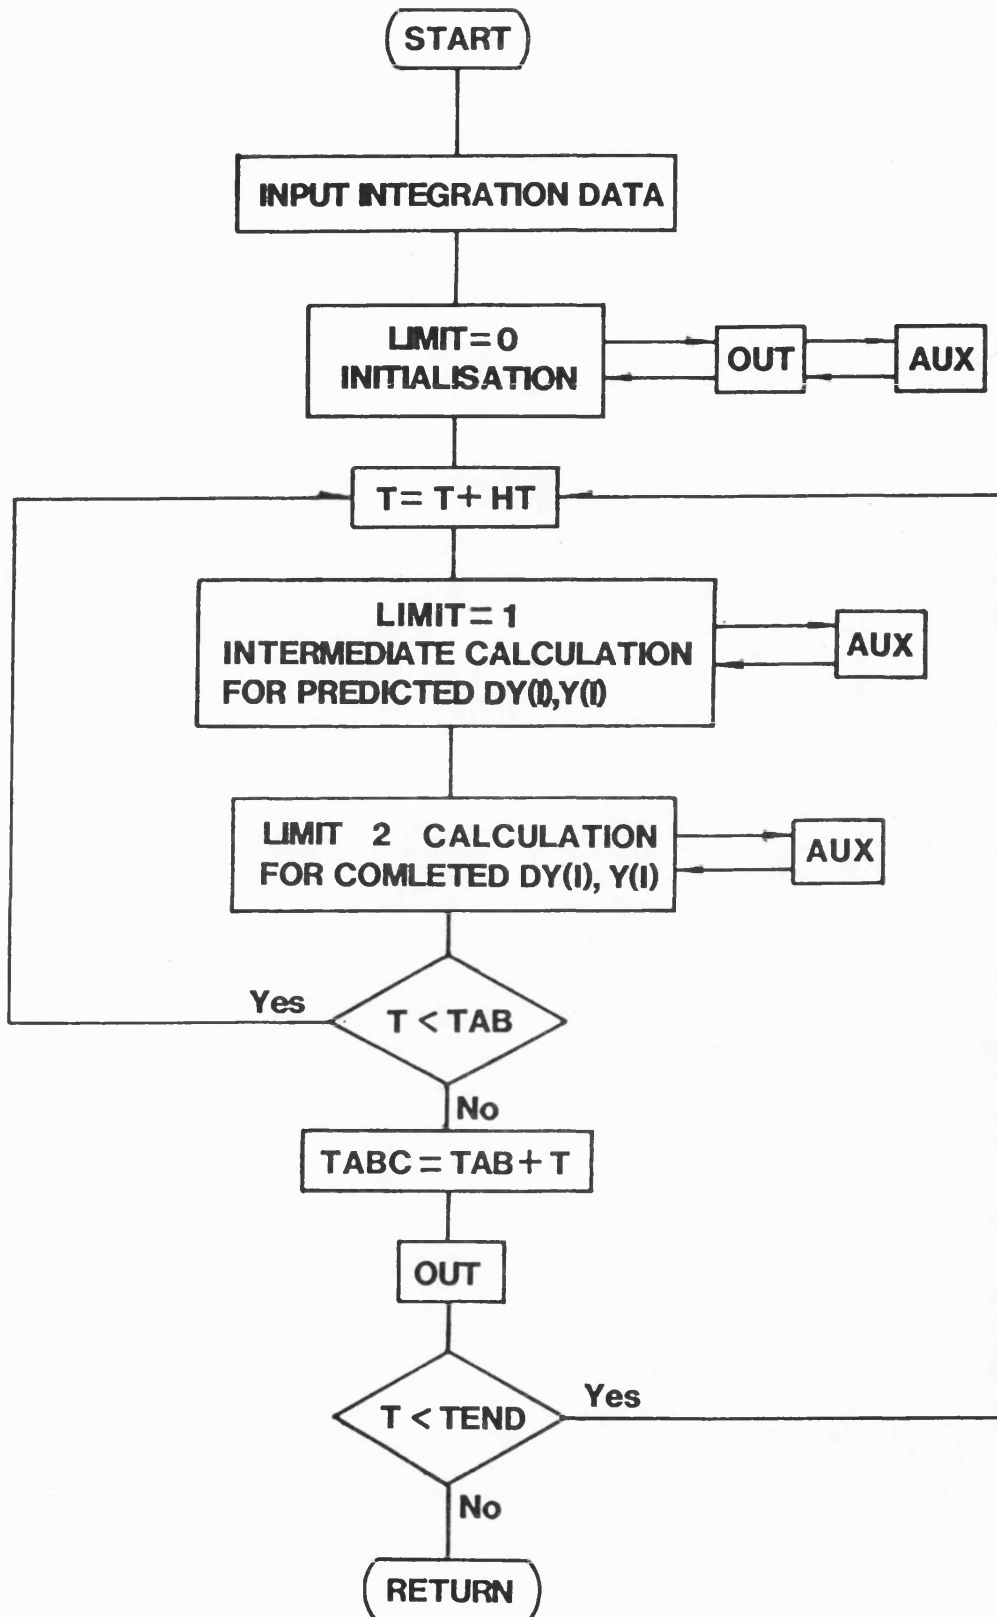 START
INPUT INTEGRATION DATA
LIMIT=0
INITIALISATION
OUT
AUX
T= T+ HT
LIMIT= 1
INTERMEDIATE CALCULATION
FOR PREDICTED DY(I),Y(I)
AUX
LIMIT 2 CALCULATION
FOR COMLETED DY(I), Y(I)
AUX
Yes
T < TAB
No
TABC = TAB+ T
OUT
T < TEND
Yes
No
RETURN